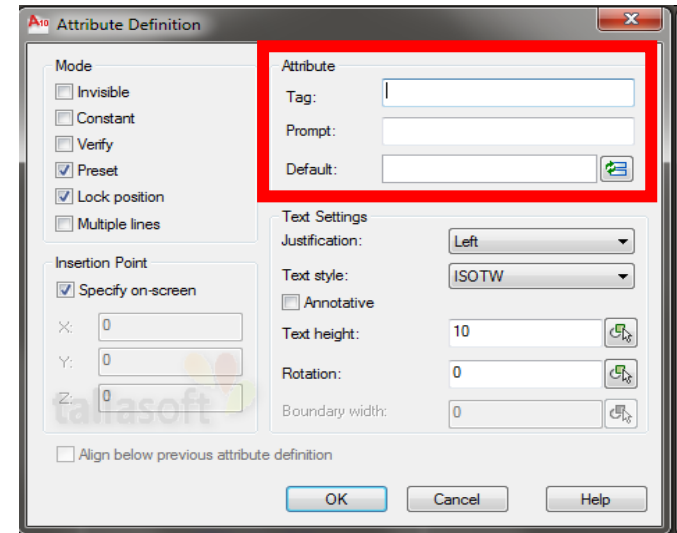 A10 Attribute Definition
Mode
Invisible
Constant
Verify
Preset
Lock position
Multiple lines
Insertion Point
Specify on-screen
X: 0
Y: 0
Z: 0
Attribute
Tag:
Prompt:
Default:
Text Settings
Justification: Left
Text style: ISOTW
Annotative
Text height: 10
Rotation: 0
Boundary width: 0
Align below previous attribute definition
OK Cancel Help
tallasoft